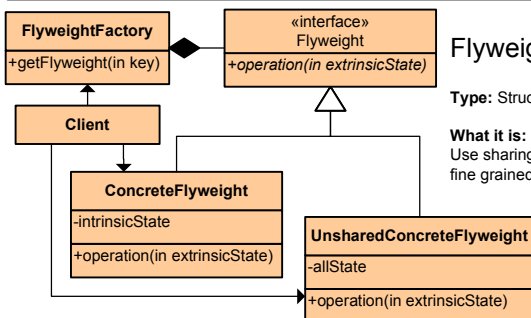 FlyweightFactory
+getFlyweight(in key)
«interface»
Flyweight
+operation(in extrinsicState)
Client
ConcreteFlyweight
-intrinsicState
+operation(in extrinsicState)
UnsharedConcreteFlyweight
-allState
+operation(in extrinsicState)
Flyweig
Type: Struc
What it is:
Use sharing
fine grained